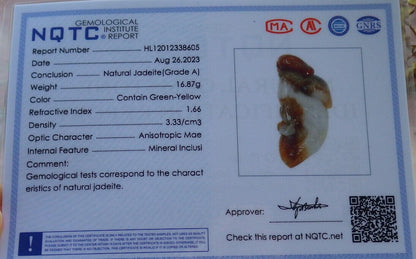 NQTC® GEMOLOGICAL INSTITUTE REPORT
MA AL GNRS
Report Number HL12012338605
Date Aug 26.2023
Conclusion Natural Jadeite(Grade A)
Weight 16.87g
Color Contain Green-Yellow
Refractive Index 1.66
Density 3.33/cm3
Optic Character Anisotropic Mae
Internal Feature Mineral Inclusi
Comment:
Gemological tests correspond to the charact
eristics of natural jadeite.
Approver:
Check this report at NQTC.net